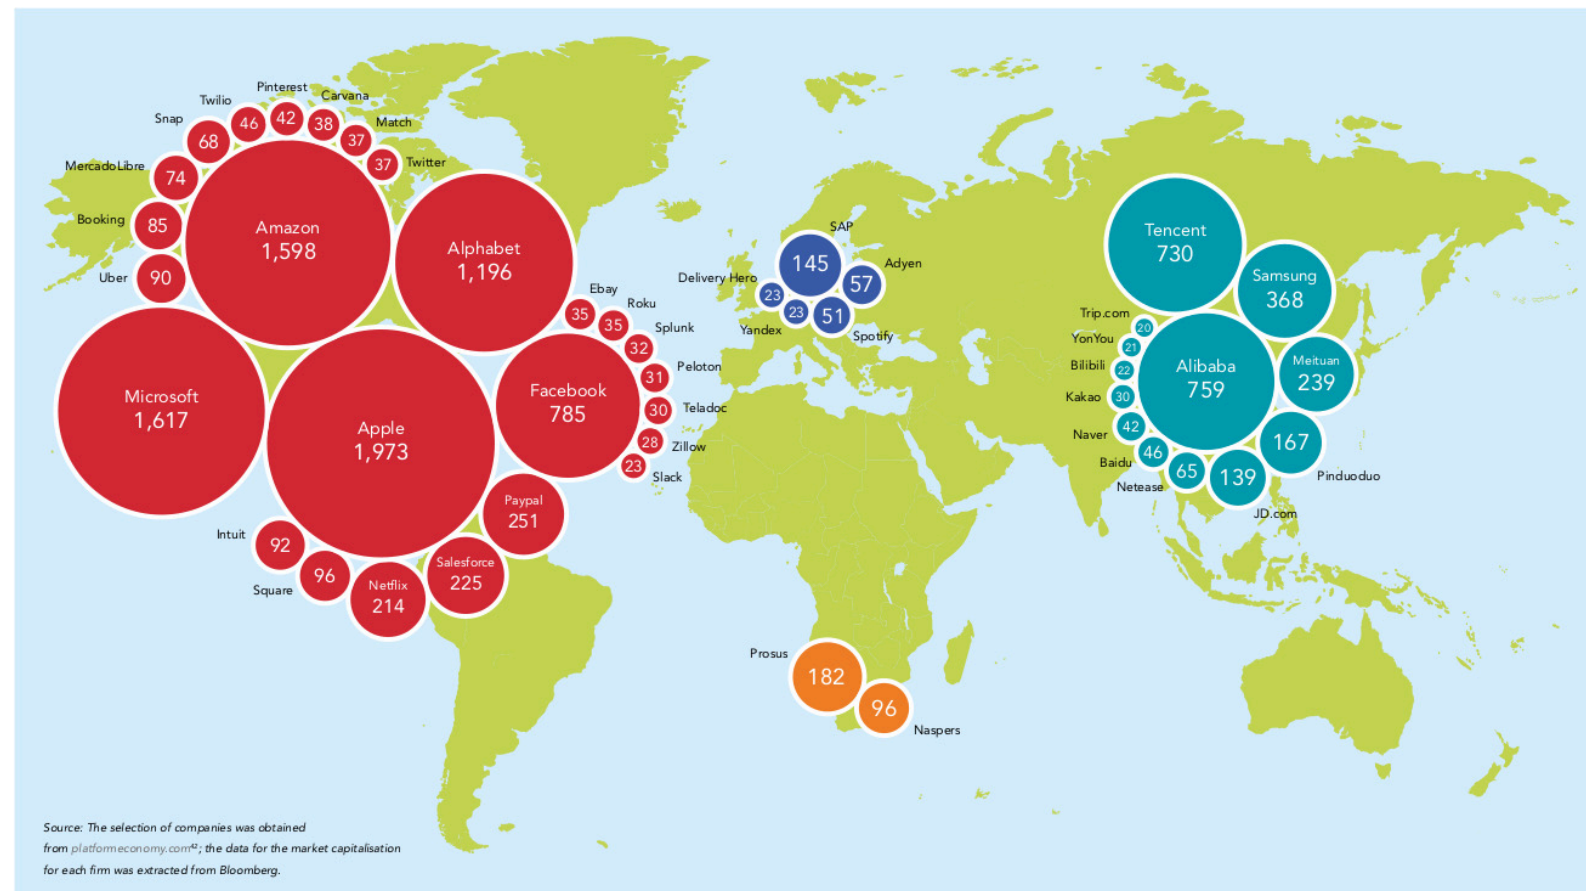 Pinterest
42
Carvana
38
Twilio
46
Match
37
Snap
68
Twitter
37
MercadoLibre
74
Booking
85
Uber
90
Amazon
1,598
Alphabet
1,196
Microsoft
1,617
Apple
1,973
Facebook
785
Ebay
35
Roku
35
Splunk
32
Peloton
31
Teladoc
30
Zillow
28
Slack
23
Paypal
251
Salesforce
225
Netflix
214
Square
96
Intuit
92
SAP
145
Adyen
57
Delivery Hero
23
Yandex
23
Spotify
51
Prosus
182
Naspers
96
Tencent
730
Samsung
368
Alibaba
759
Meituan
239
Pinduoduo
167
JD.com
139
Netease
65
Baidu
46
Naver
42
Kakao
30
Bilibili
22
YonYou
21
Trip.com
20
Source: The selection of companies was obtained
from platformeconomy.com⁴²; the data for the market capitalisation
for each firm was extracted from Bloomberg.